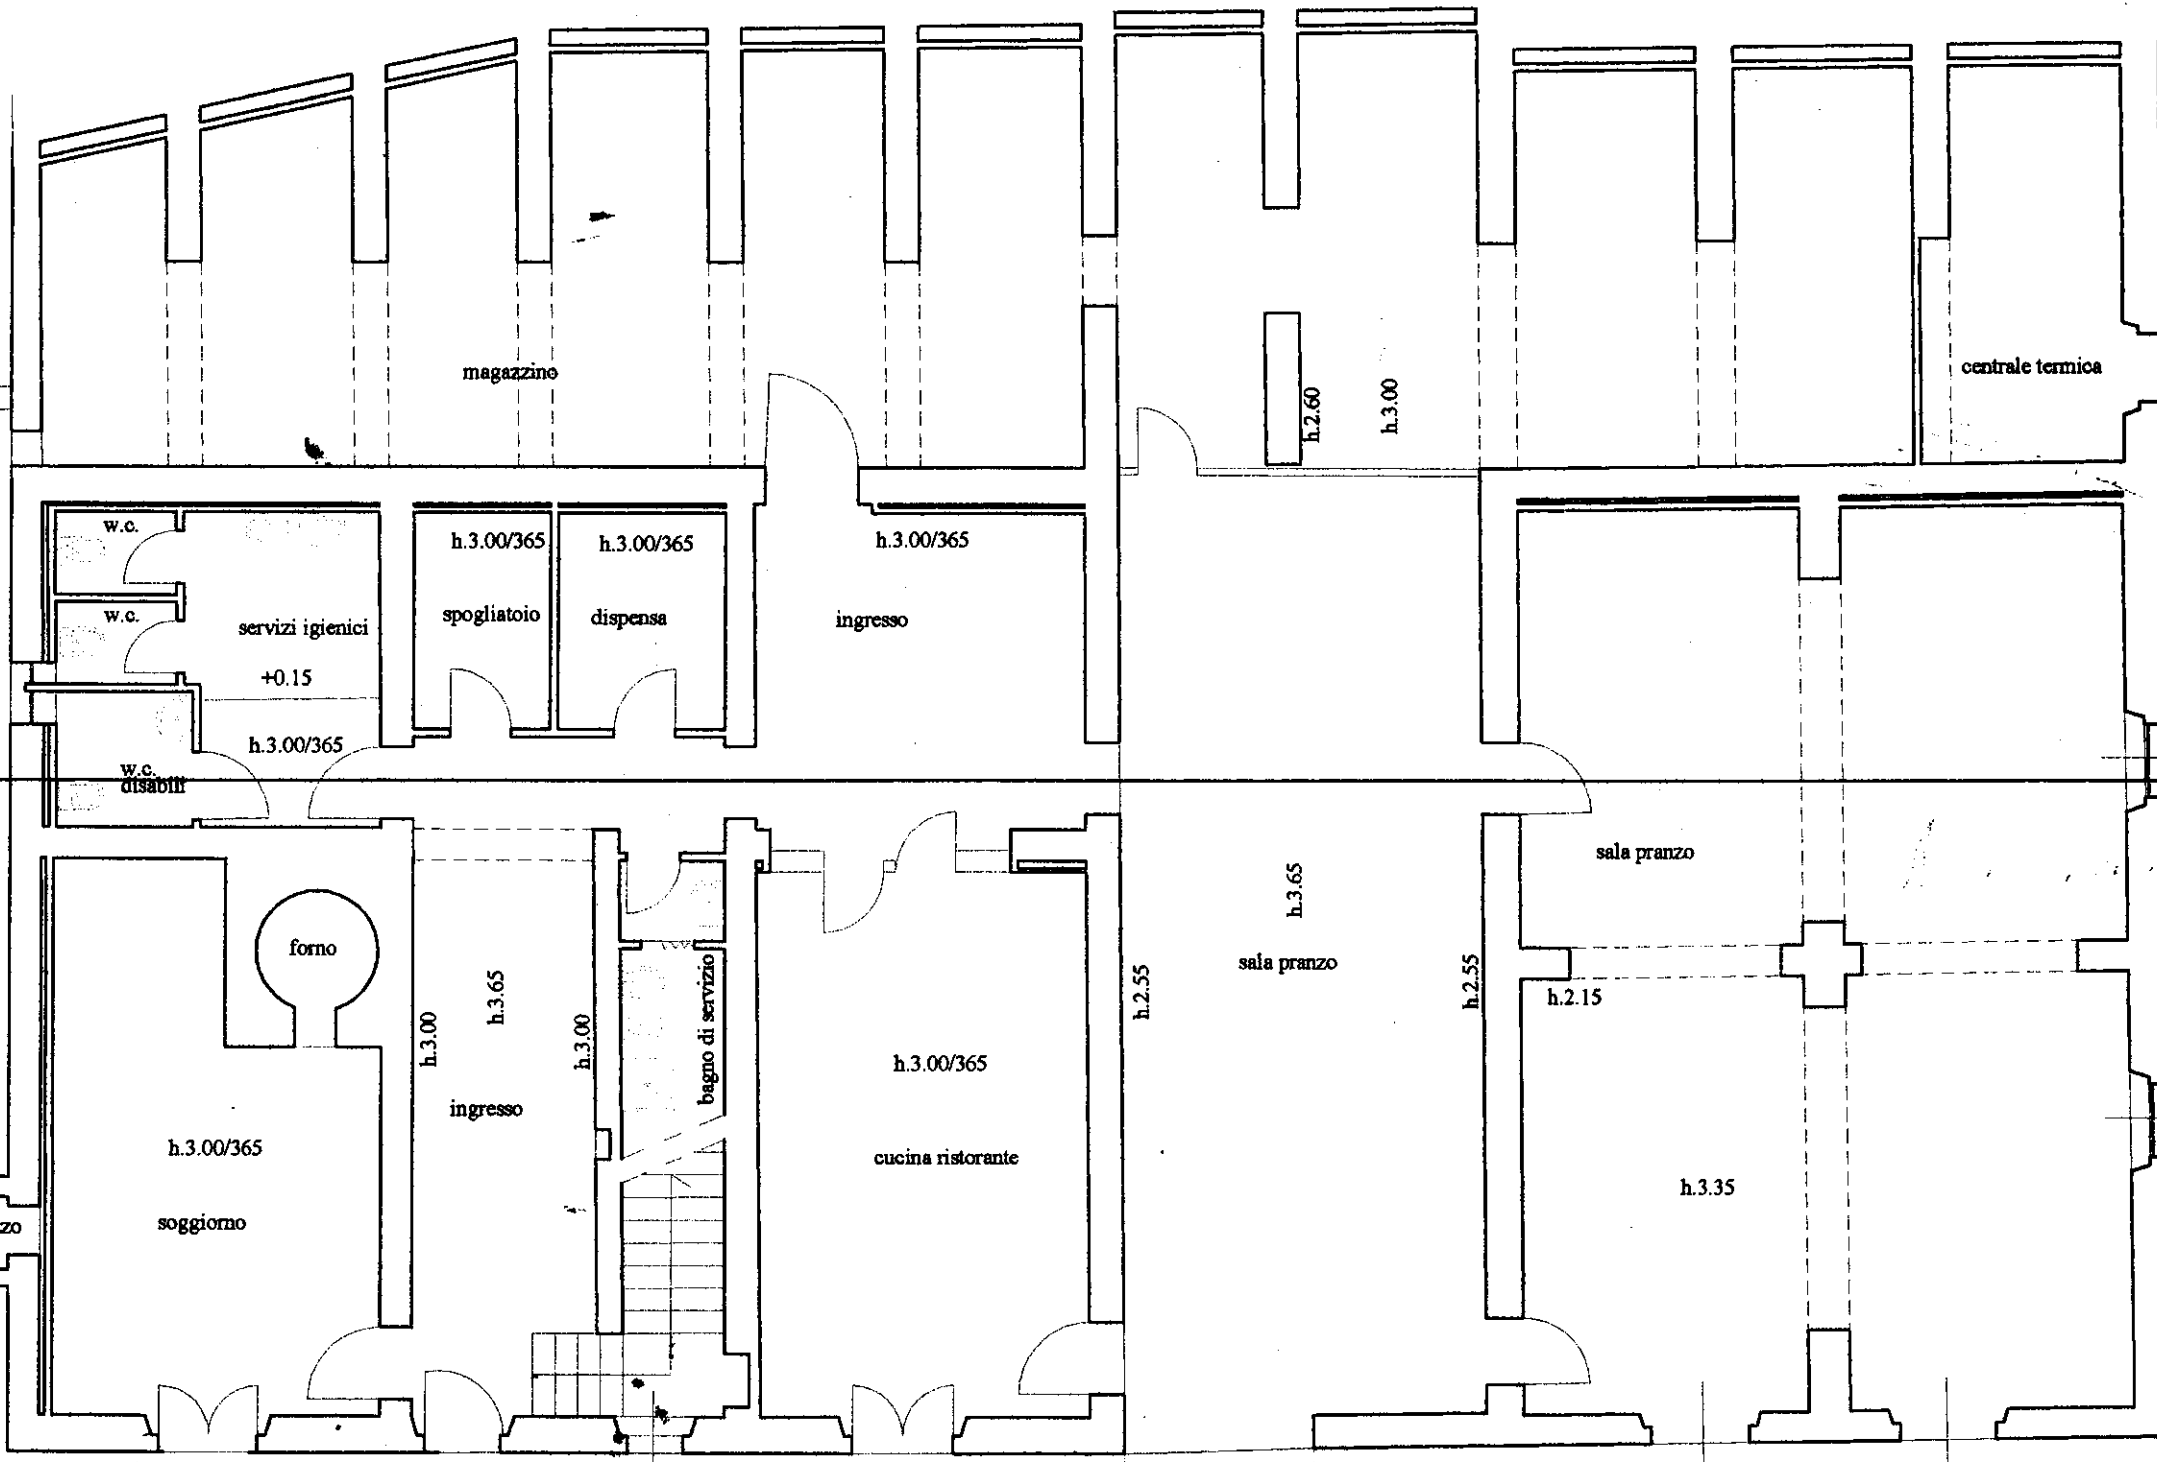 magazzino
h.2.60
h.3.00
centrale termica
w.c.
h.3.00/365
h.3.00/365
h.3.00/365
w.c.
servizi igienici
spogliatoio
dispensa
ingresso
+0.15
h.3.00/365
w.c.
disabili
sala pranzo
h.3.65
forno
h.3.65
h.3.00
h.3.00
bagno di servizio
sala pranzo
h.2.55
h.2.55
h.2.15
h.3.00/365
ingresso
h.3.00/365
cucina ristorante
h.3.35
soggiorno
zo